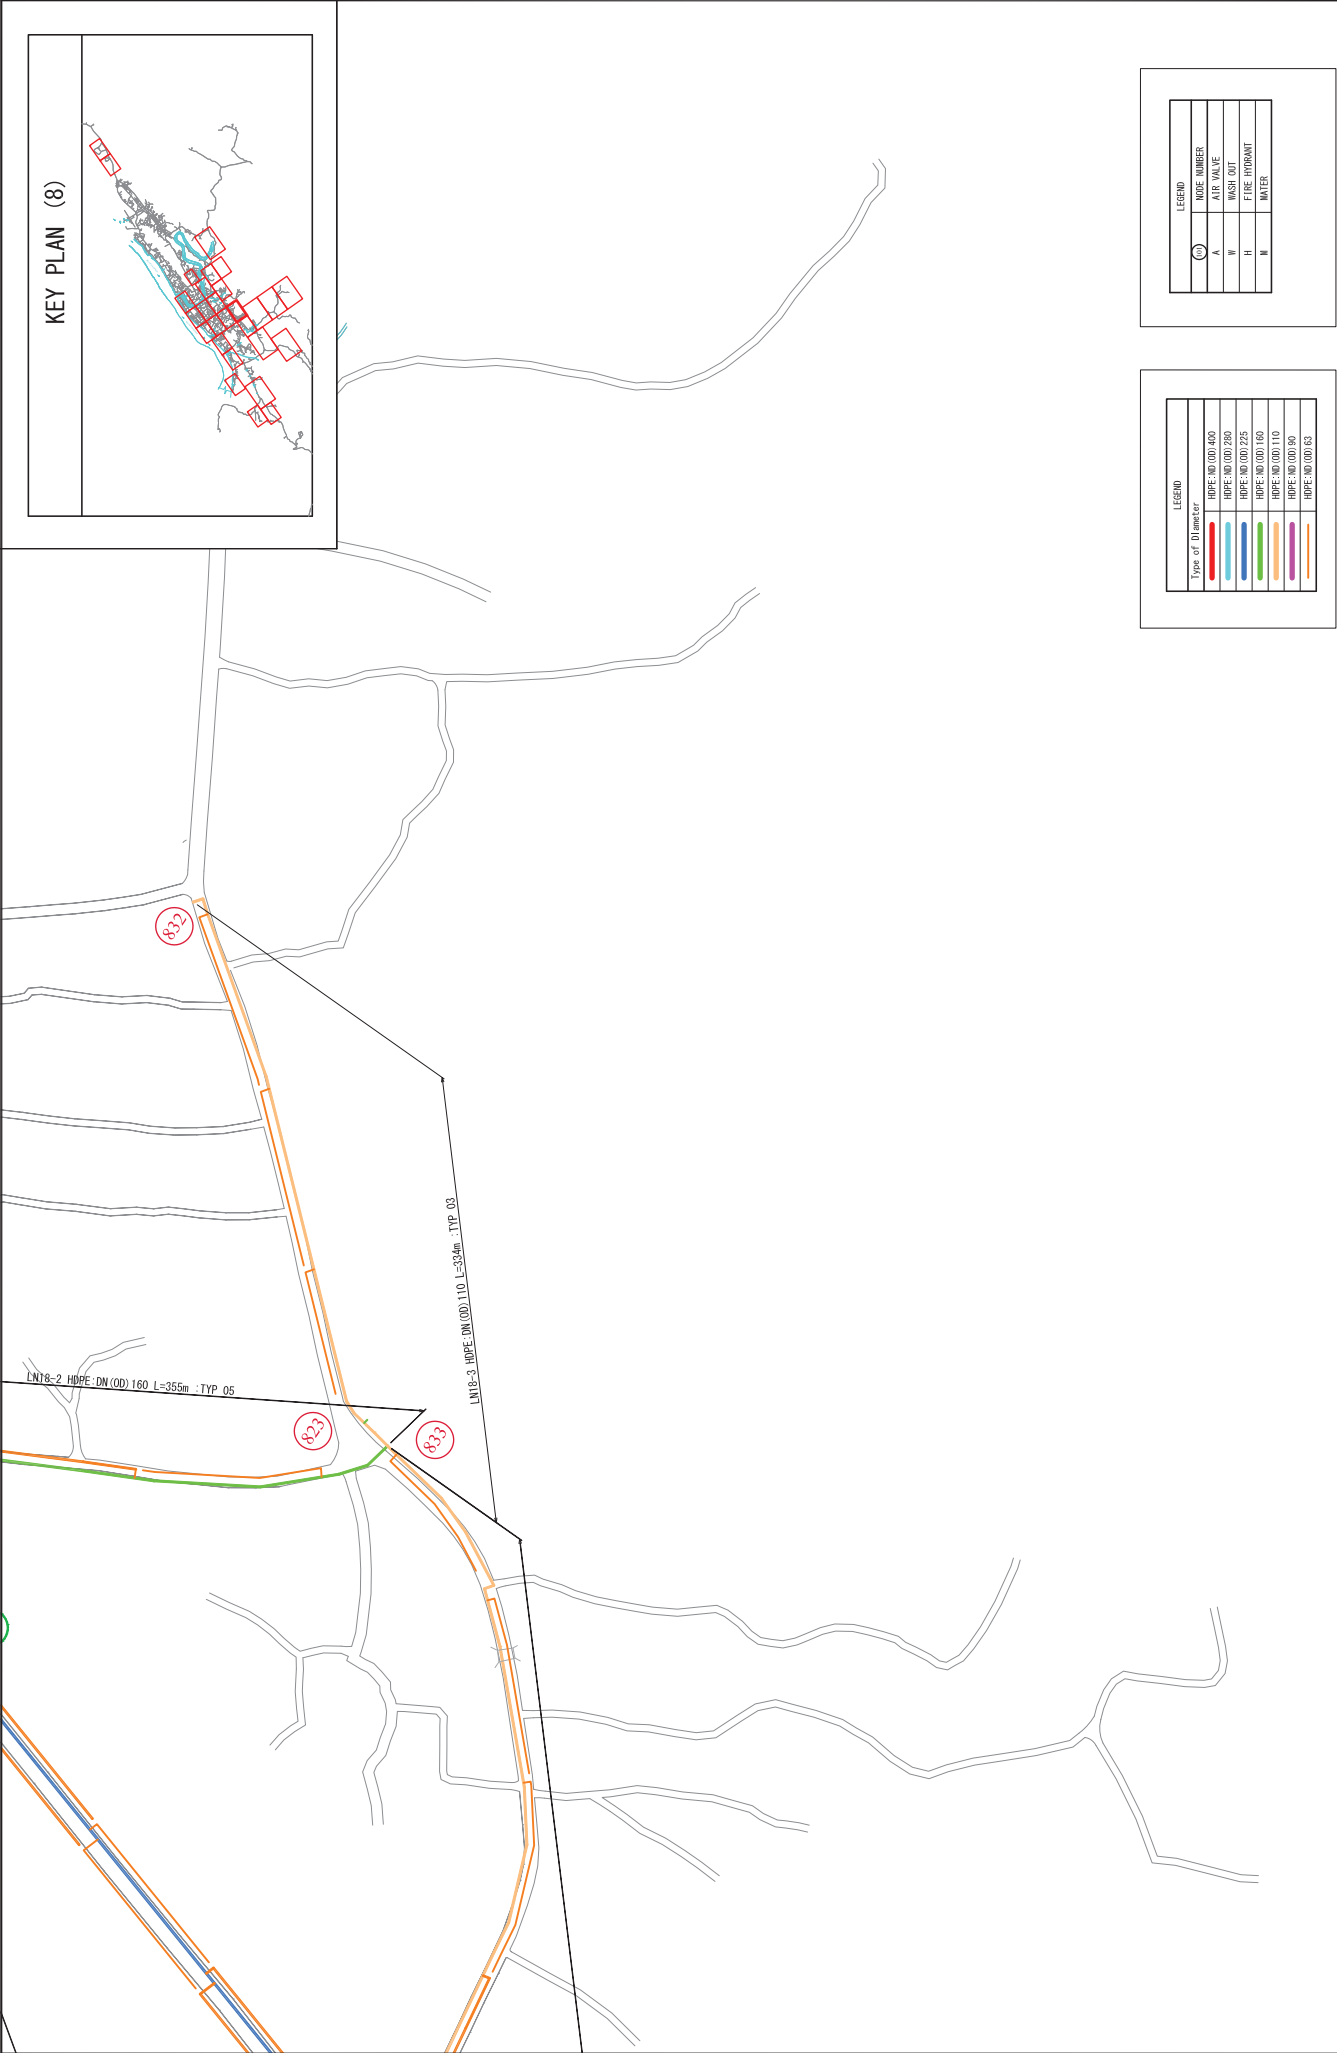 KEY PLAN (8)
LEGEND
101 NODE NUMBER
A AIR VALVE
W WASH OUT
H FIRE HYDRANT
M MATER
LEGEND
Type of Diameter
HDPE:ND(OD)400
HDPE:ND(OD)280
HDPE:ND(OD)225
HDPE:ND(OD)160
HDPE:ND(OD)110
HDPE:ND(OD)90
HDPE:ND(OD)63
832
LN18-3 HDPE:DN(OD)110 L=334m :TYP 03
LN18-2 HDPE:DN(OD)160 L=355m :TYP 05
823
833